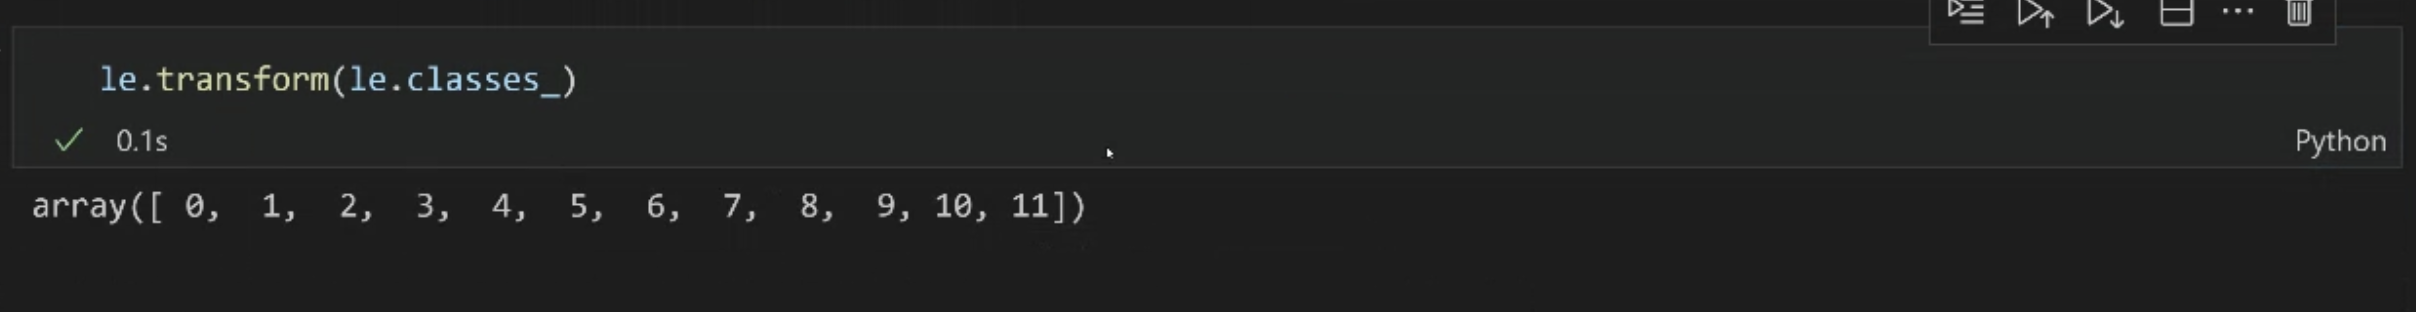 le.transform(le.classes_)
0.1s
Python
array([ 0,  1,  2,  3,  4,  5,  6,  7,  8,  9, 10, 11])